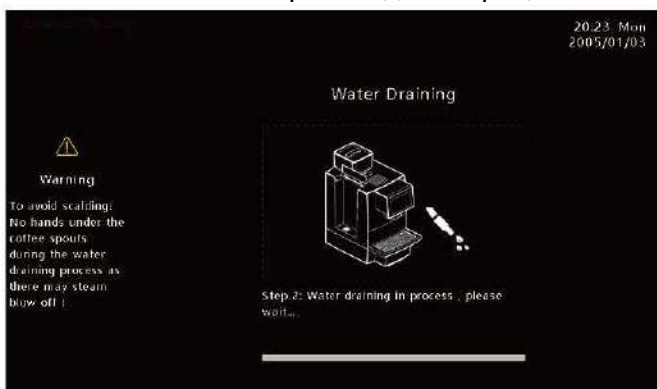 20:23 Mon
2005/01/03
Water Draining
Warning
To avoid scalding:
No hands under the
coffee spouts
during the water
draining process as
there may steam
blow off !
Step.2: Water draining in process , please
wait...